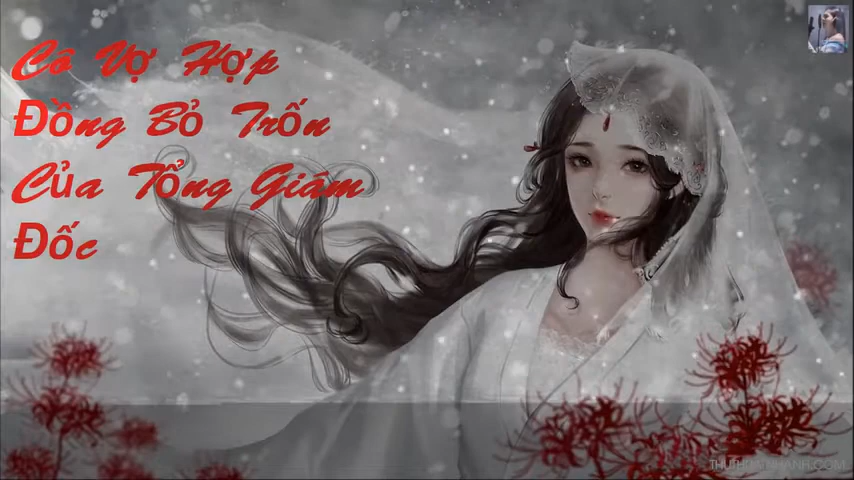 Cô Vợ Hợp
Đồng Bỏ Trốn
Của Tổng Giám
Đốc